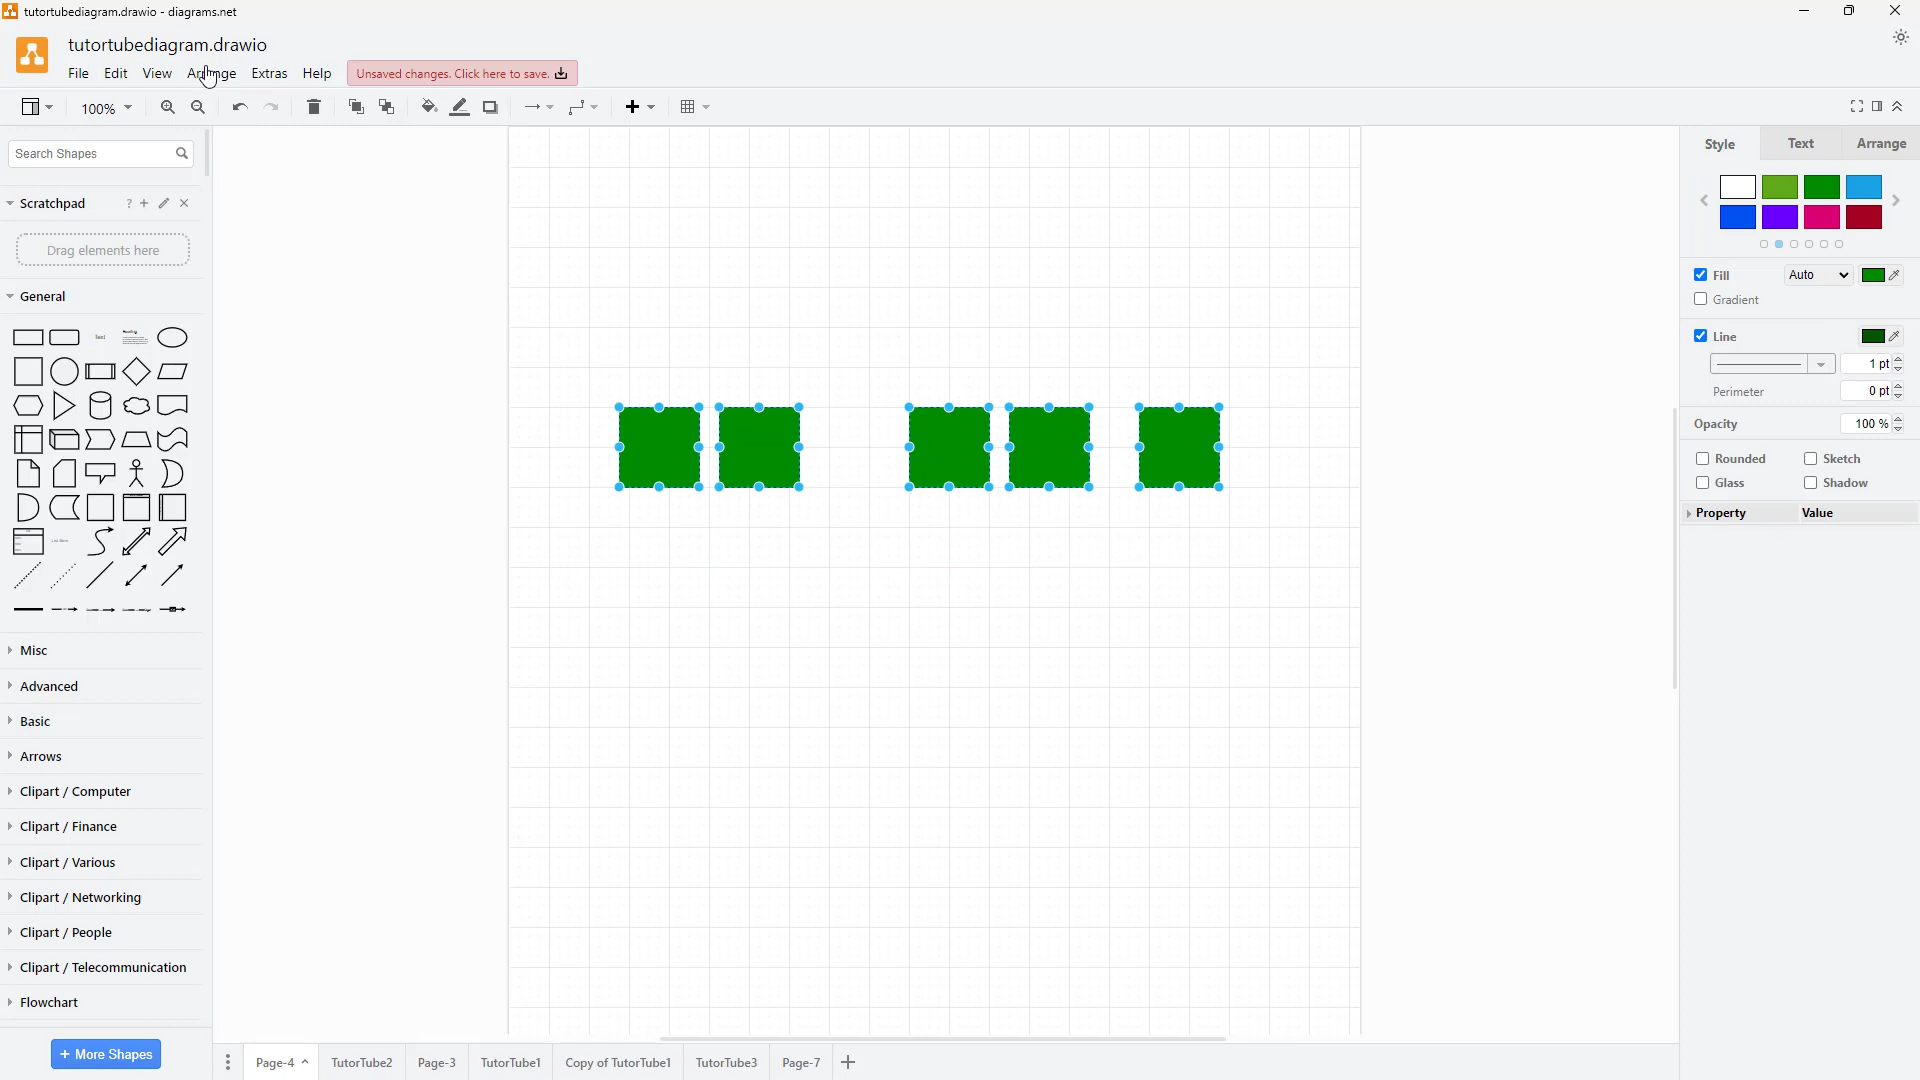 tutortubediagram.drawio - diagrams.net
tutortubediagram.drawio
File Edit View Arrange Extras Help Unsaved changes. Click here to save.
100%
Search Shapes
Scratchpad ?
Drag elements here
General
Text Heading
Misc
Advanced
Basic
Arrows
Clipart / Computer
Clipart / Finance
Clipart / Various
Clipart / Networking
Clipart / People
Clipart / Telecommunication
Flowchart
+ More Shapes
Page-4 TutorTube2 Page-3 TutorTube1 Copy of TutorTube1 TutorTube3 Page-7
Style Text Arrange
Fill Auto
Gradient
Line
1 pt
Perimeter 0 pt
Opacity 100 %
Rounded Sketch
Glass Shadow
Property Value